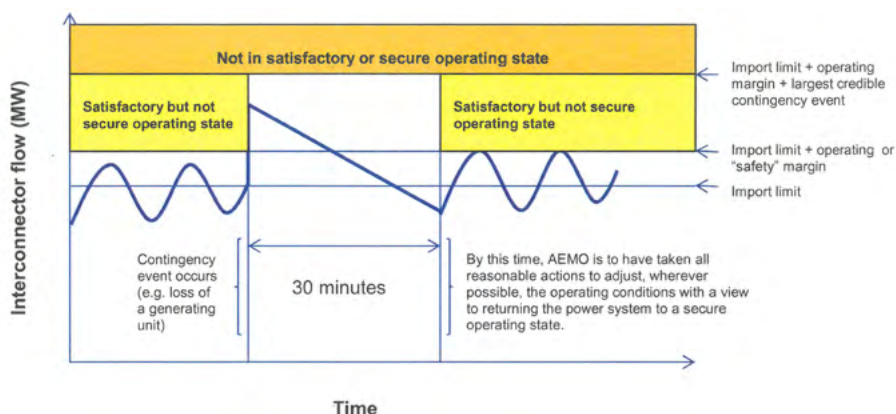 Not in satisfactory or secure operating state
Satisfactory but not
secure operating state
Satisfactory but not secure
operating state
Import limit + operating
margin + largest credible
contingency event
Import limit + operating or
“safety” margin
Import limit
Interconnector flow (MW)
Contingency
event occurs
(e.g. loss of
a generating
unit)
30 minutes
By this time, AEMO is to have taken all
reasonable actions to adjust, wherever
possible, the operating conditions with a view
to returning the power system to a secure
operating state.
Time